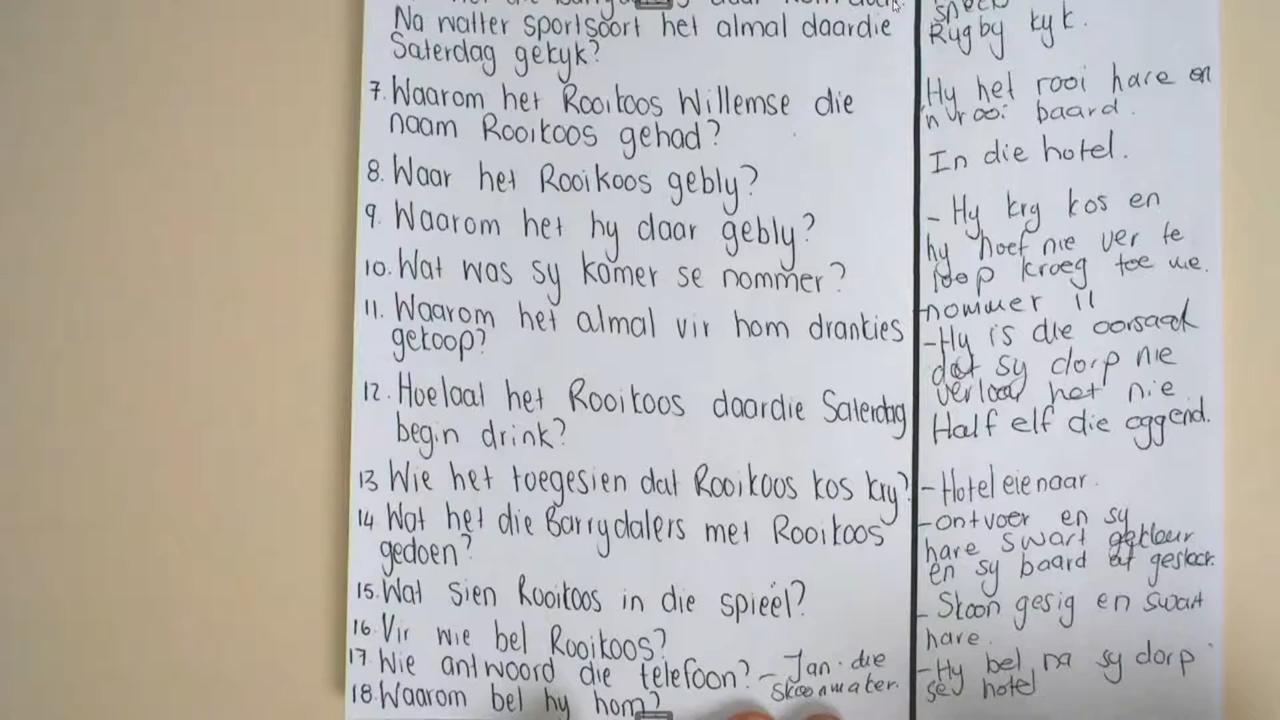 Na watter sportsoort het almal daardie
Saterdag gekyk?
Rugby kyk.
7. Waarom het Rooikoos Willemse die
naam Rooikoos gehad?
Hy het rooi hare en
'n rooi baard.
8. Waar het Rooikoos gebly?
In die hotel.
9. Waarom het hy daar gebly?
- Hy kry kos en
hy hoef nie ver te
loop kroeg toe nie.
10. Wat was sy kamer se nommer?
nommer 11
11. Waarom het almal vir hom drankies
gekoop?
- Hy is die oorsaak
dat sy dorp nie
verloor het nie
12. Hoelaat het Rooikoos daardie Saterdag
begin drink?
Half elf die oggend.
13 Wie het toegesien dat Rooikoos kos kry?
- Hotel eienaar.
14 Wat het die Barrydalers met Rooikoos
gedoen?
- ontvoer en sy
hare swart gekleur
en sy baard af geskeer.
15. Wat sien Rooikoos in die spieël?
- Skoon gesig en swart
hare.
16. Vir wie bel Rooikoos?
- Hy bel na sy dorp
se hotel
17. Wie antwoord die telefoon? - Jan die
Skoonmaker.
18. Waarom bel hy hom?